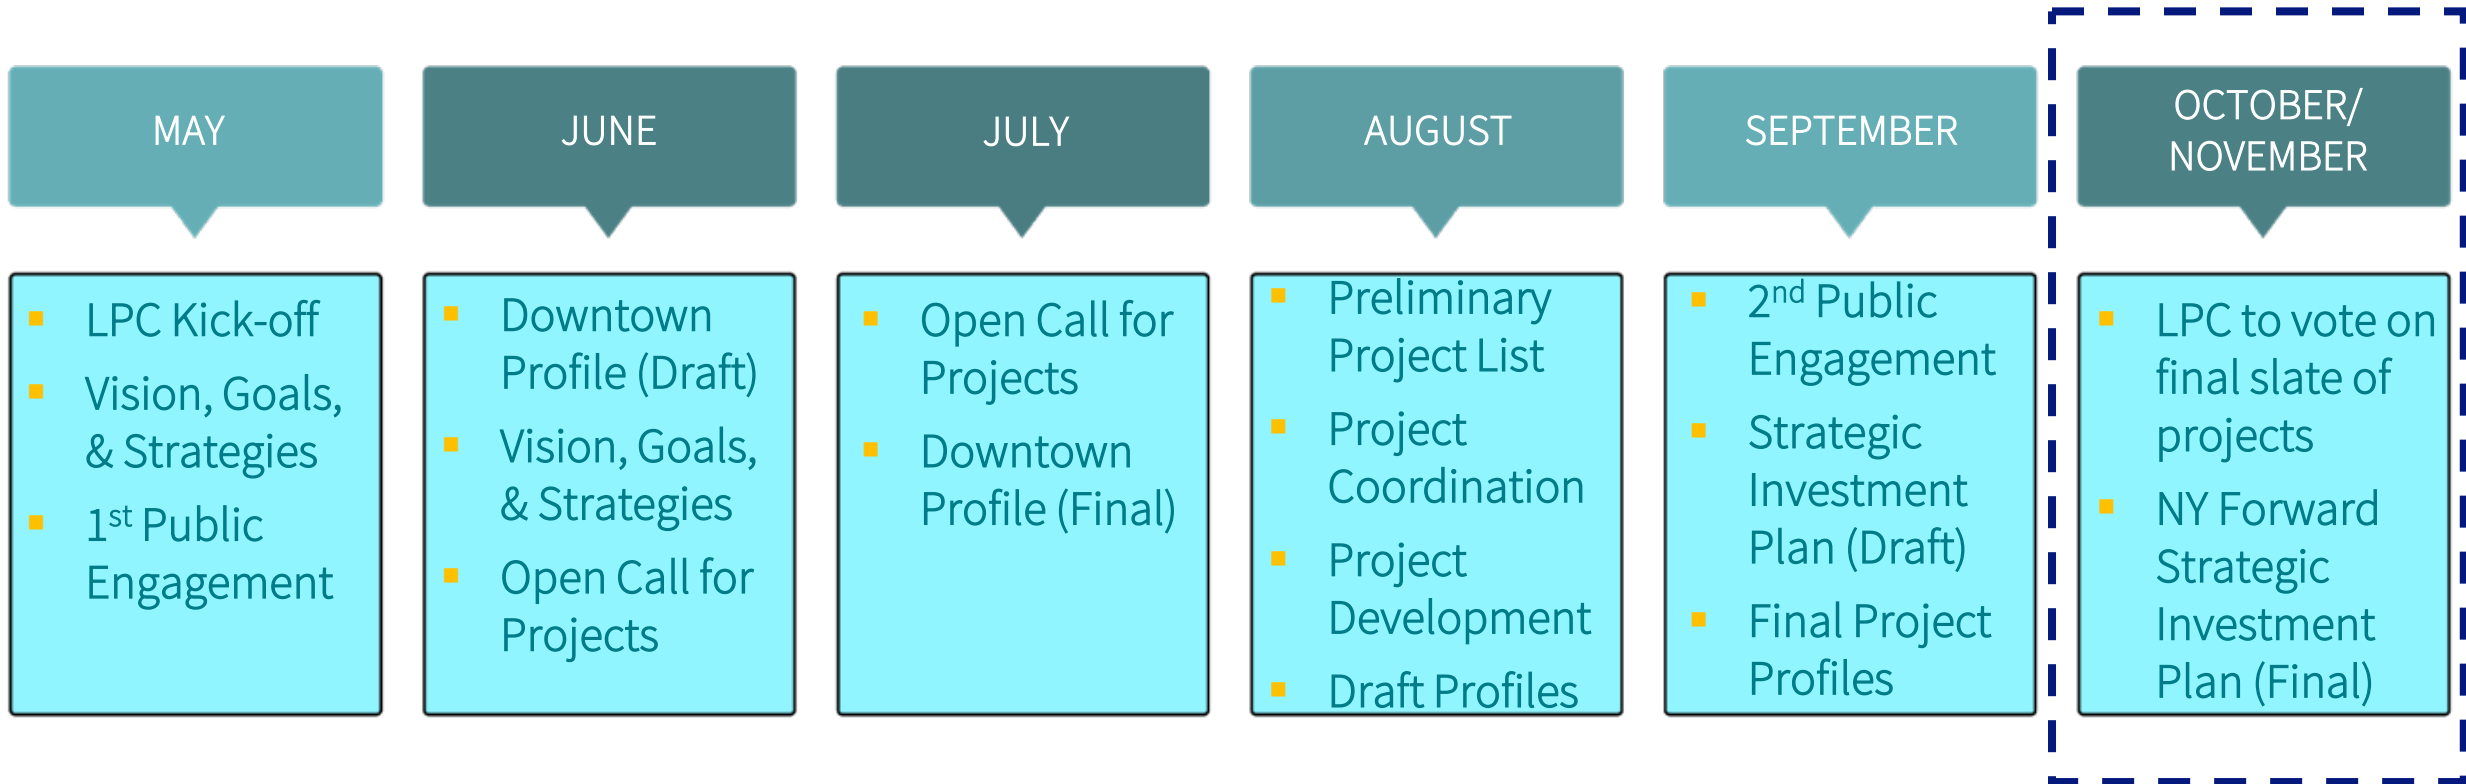 MAY
LPC Kick-off
Vision, Goals,
& Strategies
1st Public
Engagement
JUNE
Downtown
Profile (Draft)
Vision, Goals,
& Strategies
Open Call for
Projects
JULY
Open Call for
Projects
Downtown
Profile (Final)
AUGUST
Preliminary
Project List
Project
Coordination
Project
Development
Draft Profiles
SEPTEMBER
2nd Public
Engagement
Strategic
Investment
Plan (Draft)
Final Project
Profiles
OCTOBER/
NOVEMBER
LPC to vote on
final slate of
projects
NY Forward
Strategic
Investment
Plan (Final)